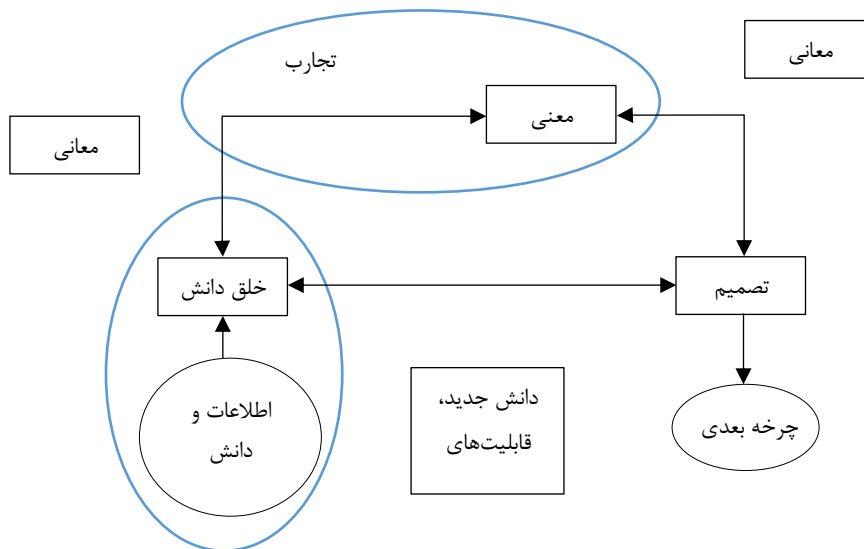 معانی
تجارب
معنی
معانی
تصمیم
خلق دانش
دانش جدید،
قابلیت‌های
چرخه بعدی
اطلاعات و
دانش